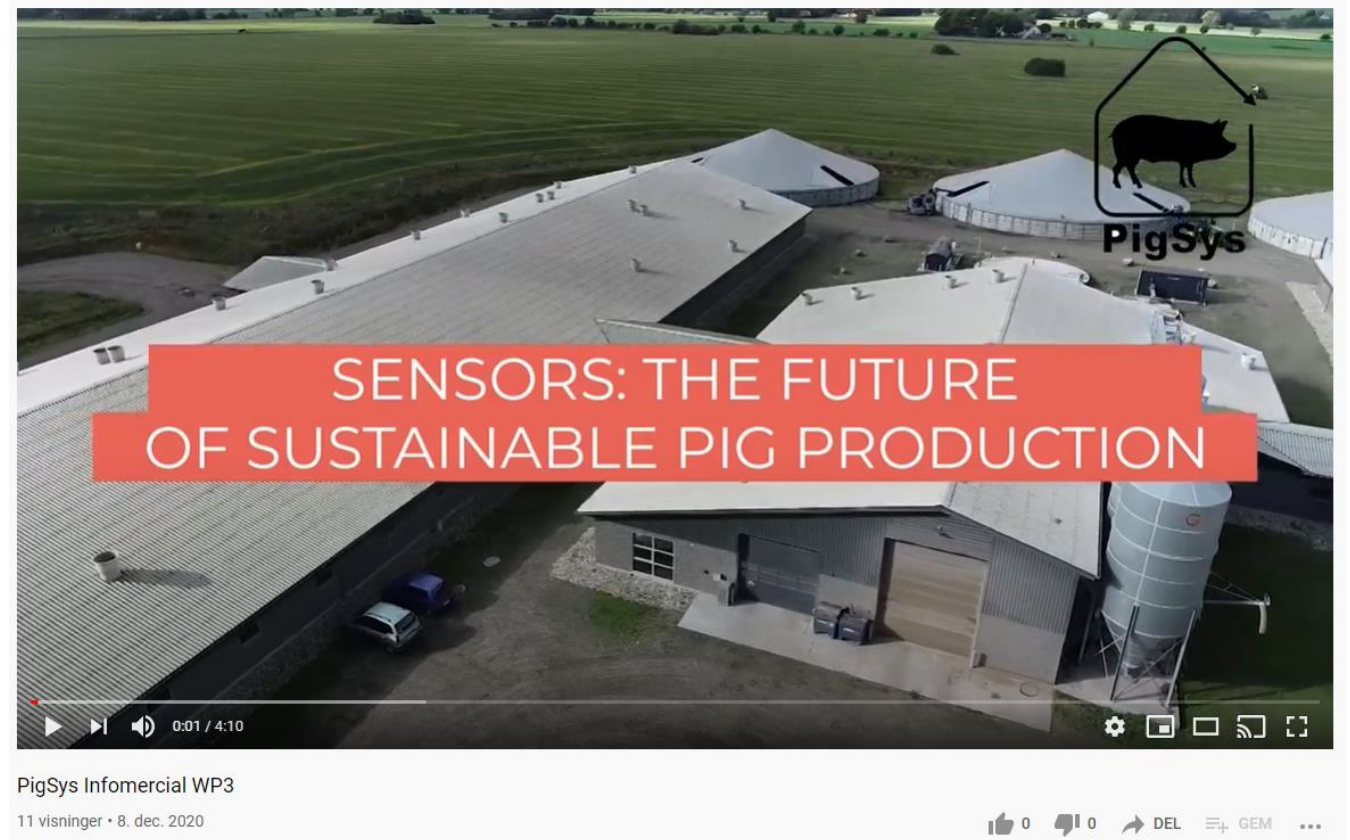 PigSys
SENSORS: THE FUTURE
OF SUSTAINABLE PIG PRODUCTION
0:01 / 4:10
PigSys Infomercial WP3
11 visninger • 8. dec. 2020
0
0
DEL
GEM